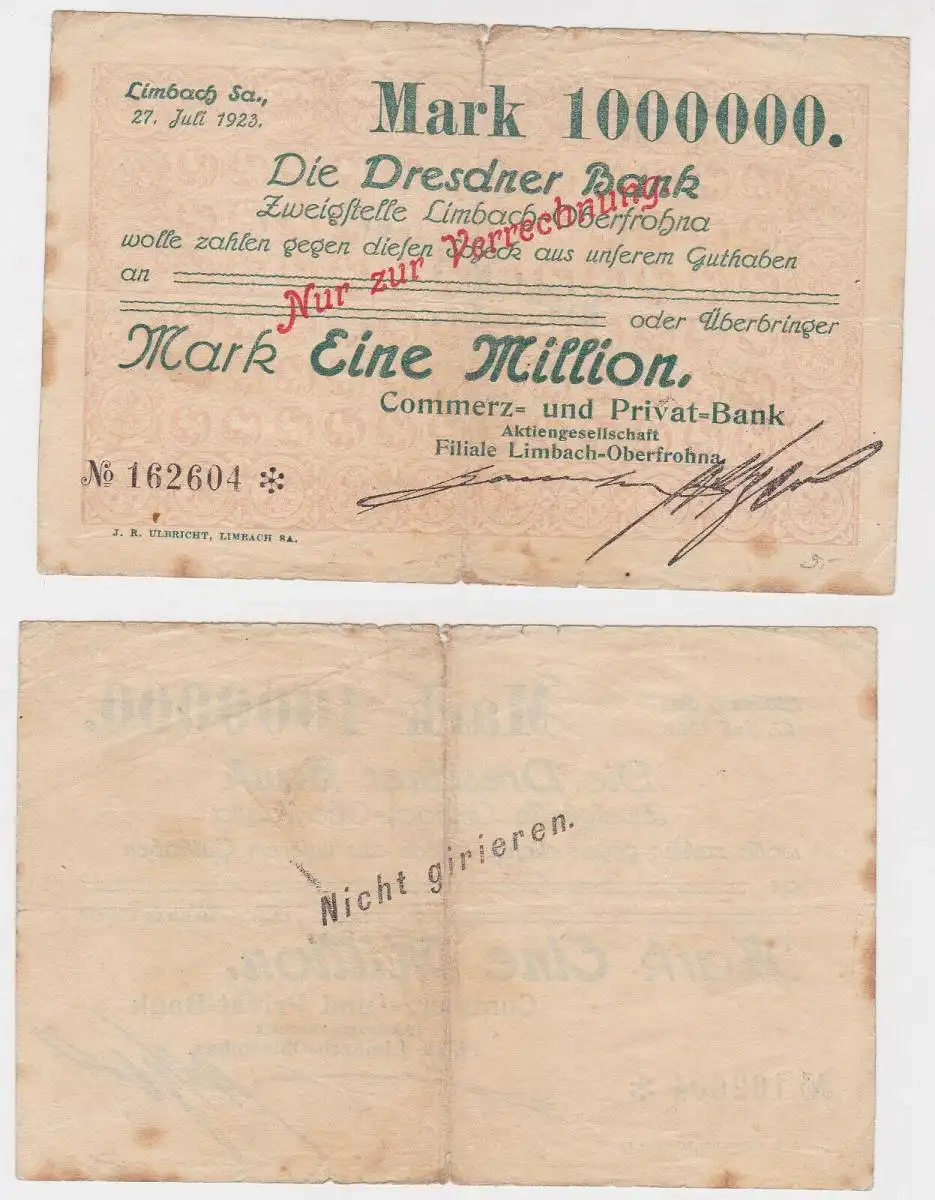 Limbach Sa.,
27. Juli 1923.
Mark 1000000.
Die Dresdner Bank
Zweigstelle Limbach-Oberfrohna
wolle zahlen gegen diesen Scheck aus unserem Guthaben
an
oder Überbringer
Nur zur Verrechnung
Mark Eine Million.
Commerz- und Privat-Bank
Aktiengesellschaft
Filiale Limbach-Oberfrohna
No 162604 *
J. R. ULBRICHT, LIMBACH SA.
Nicht girieren.